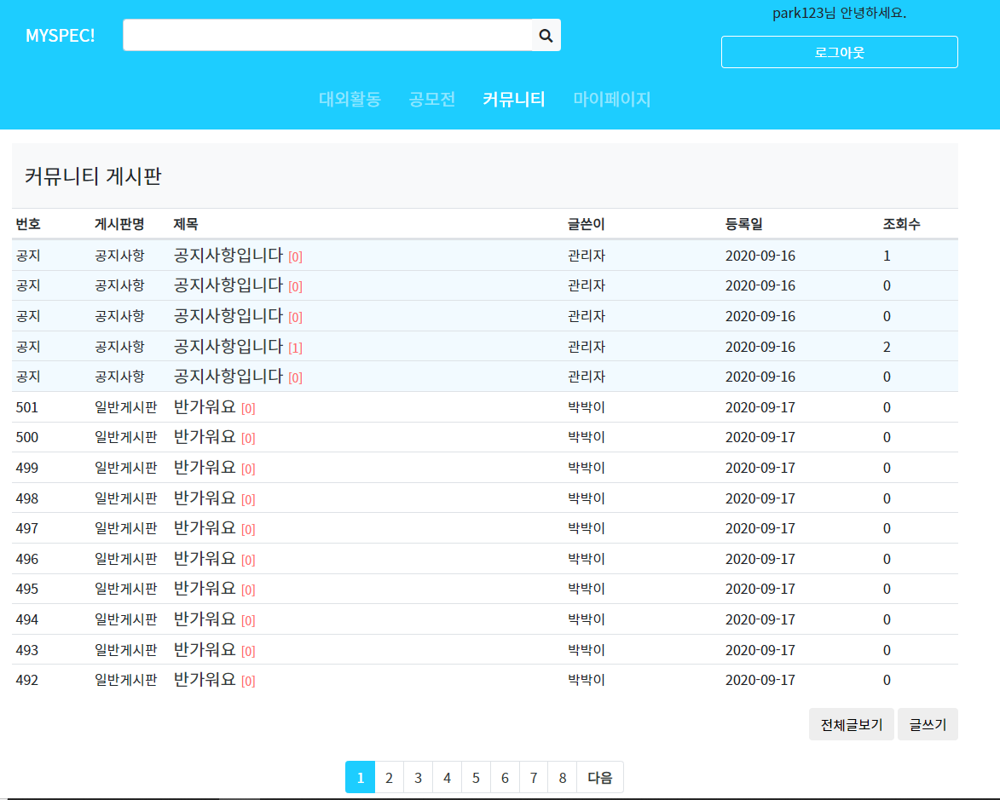 park123님 안녕하세요.
MYSPEC!
로그아웃
대외활동 공모전 커뮤니티 마이페이지
커뮤니티 게시판
번호 게시판명 제목 글쓴이 등록일 조회수
공지 공지사항 공지사항입니다 [0] 관리자 2020-09-16 1
공지 공지사항 공지사항입니다 [0] 관리자 2020-09-16 0
공지 공지사항 공지사항입니다 [0] 관리자 2020-09-16 0
공지 공지사항 공지사항입니다 [1] 관리자 2020-09-16 2
공지 공지사항 공지사항입니다 [0] 관리자 2020-09-16 0
501 일반게시판 반가워요 [0] 박박이 2020-09-17 0
500 일반게시판 반가워요 [0] 박박이 2020-09-17 0
499 일반게시판 반가워요 [0] 박박이 2020-09-17 0
498 일반게시판 반가워요 [0] 박박이 2020-09-17 0
497 일반게시판 반가워요 [0] 박박이 2020-09-17 0
496 일반게시판 반가워요 [0] 박박이 2020-09-17 0
495 일반게시판 반가워요 [0] 박박이 2020-09-17 0
494 일반게시판 반가워요 [0] 박박이 2020-09-17 0
493 일반게시판 반가워요 [0] 박박이 2020-09-17 0
492 일반게시판 반가워요 [0] 박박이 2020-09-17 0
전체글보기 글쓰기
1 2 3 4 5 6 7 8 다음